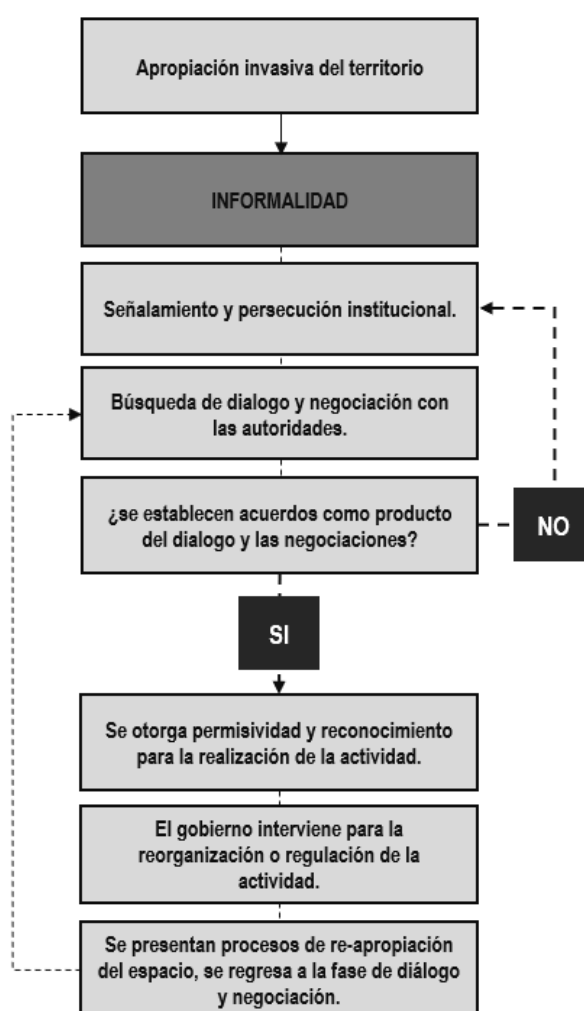 Apropiación invasiva del territorio
INFORMALIDAD
Señalamiento y persecución institucional.
Búsqueda de dialogo y negociación con
las autoridades.
¿se establecen acuerdos como producto
del dialogo y las negociaciones?
NO
SI
Se otorga permisividad y reconocimiento
para la realización de la actividad.
El gobierno interviene para la
reorganización o regulación de la
actividad.
Se presentan procesos de re-apropiación
del espacio, se regresa a la fase de diálogo
y negociación.